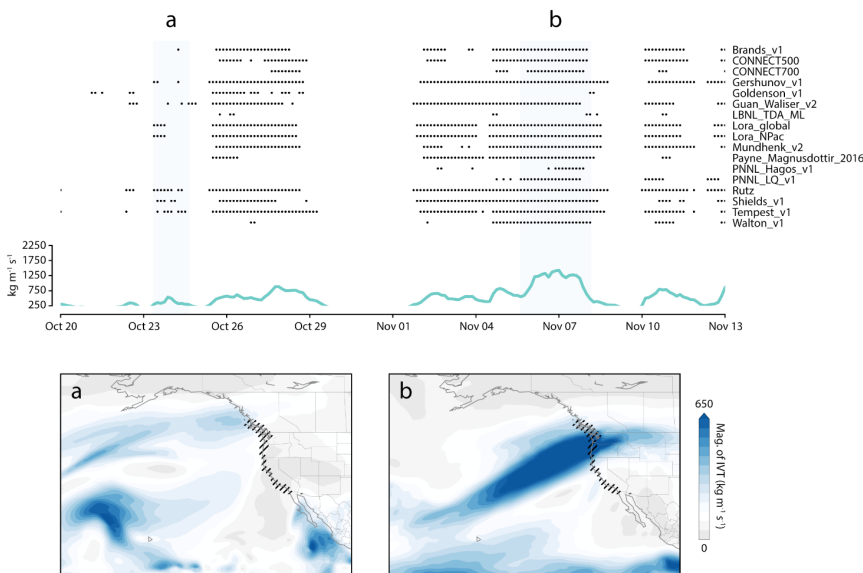 a
b
Brands_v1
CONNECT500
CONNECT700
Gershunov_v1
Goldenson_v1
Guan_Waliser_v2
LBNL_TDA_ML
Lora_global
Lora_NPac
Mundhenk_v2
Payne_Magnusdottir_2016
PNNL_Hagos_v1
PNNL_LQ_v1
Rutz
Shields_v1
Tempest_v1
Walton_v1
kg m⁻¹ s⁻¹
2250
1750
1250
750
250
Oct 20 Oct 23 Oct 26 Oct 29 Nov 01 Nov 04 Nov 07 Nov 10 Nov 13
a
b
650
Mag. of IVT (kg m⁻¹ s⁻¹)
0